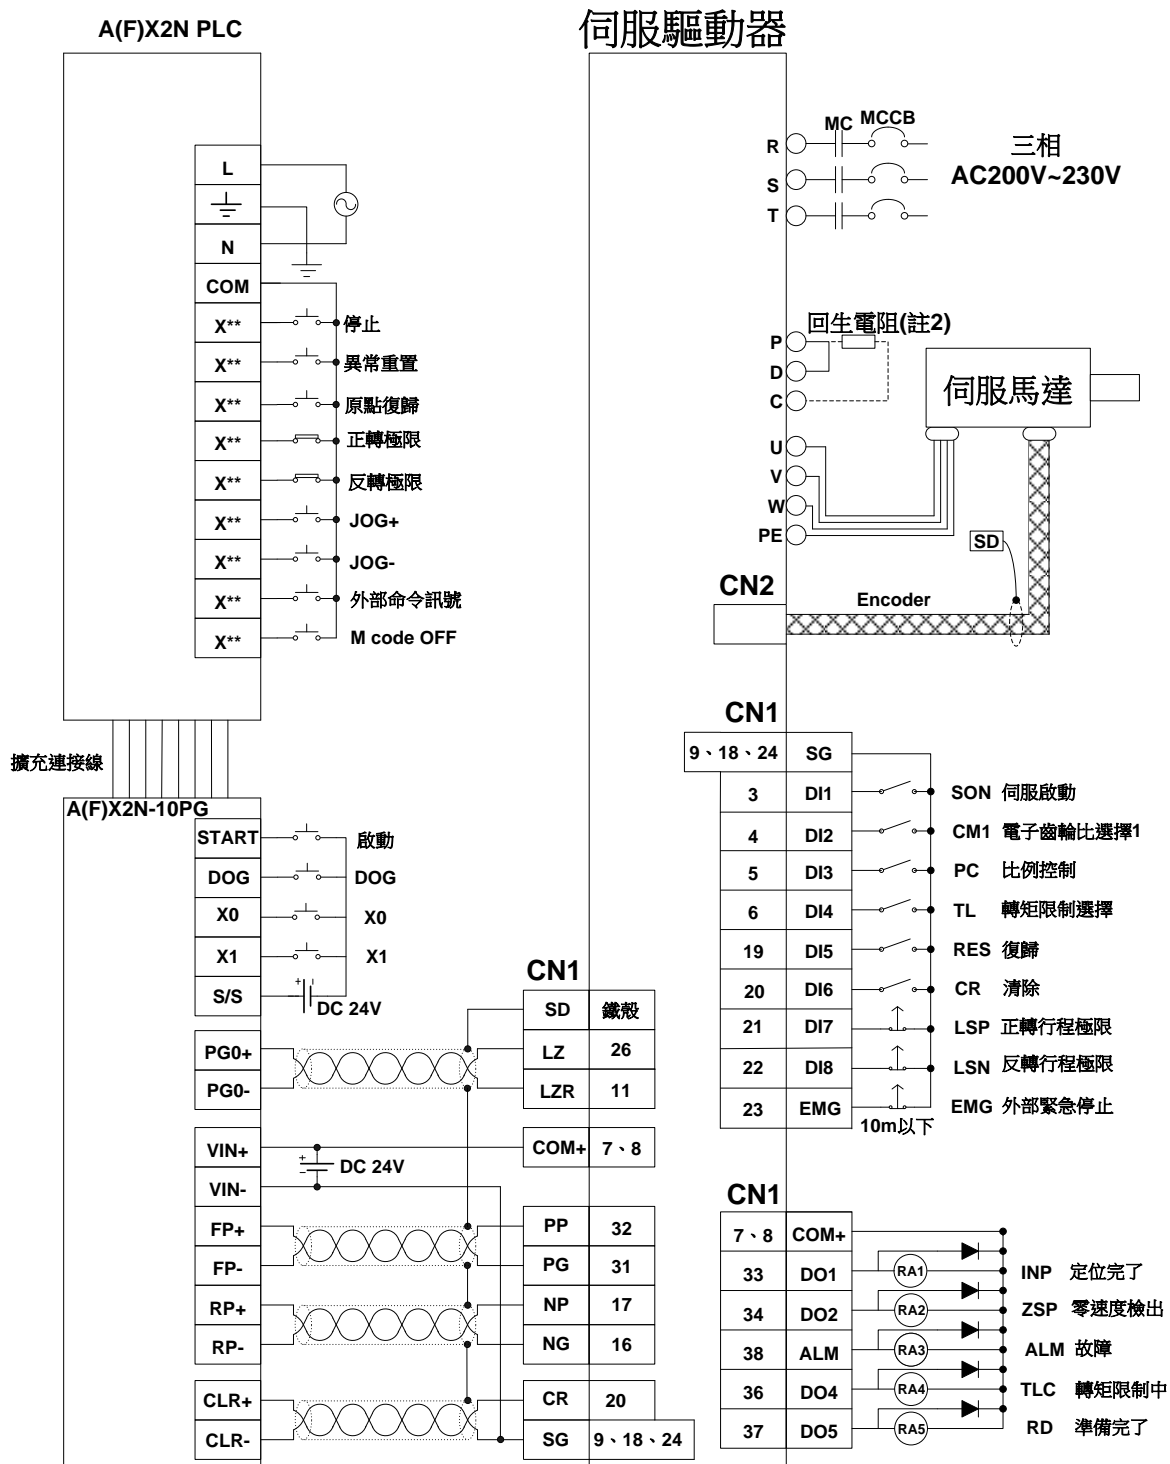 A(F)X2N PLC
伺服驅動器
L
N
COM
X** 停止
X** 異常重置
X** 原點復歸
X** 正轉極限
X** 反轉極限
X** JOG+
X** JOG-
X** 外部命令訊號
X** M code OFF
擴充連接線
A(F)X2N-10PG
START 啟動
DOG DOG
X0 X0
X1 X1
S/S + - DC 24V
PG0+
PG0-
VIN+
+ - DC 24V
VIN-
FP+
FP-
RP+
RP-
CLR+
CLR-
CN1
SD 鐵殼
LZ 26
LZR 11
COM+ 7、8
PP 32
PG 31
NP 17
NG 16
CR 20
SG 9、18、24
MC MCCB
R
S
T
三相
AC200V~230V
回生電阻(註2)
P
D
C
伺服馬達
U
V
W
PE
SD
CN2
Encoder
CN1
9、18、24 SG
3 DI1 SON 伺服啟動
4 DI2 CM1 電子齒輪比選擇1
5 DI3 PC 比例控制
6 DI4 TL 轉矩限制選擇
19 DI5 RES 復歸
20 DI6 CR 清除
21 DI7 LSP 正轉行程極限
22 DI8 LSN 反轉行程極限
23 EMG EMG 外部緊急停止
10m以下
CN1
7、8 COM+
33 DO1 RA1 INP 定位完了
34 DO2 RA2 ZSP 零速度檢出
38 ALM RA3 ALM 故障
36 DO4 RA4 TLC 轉矩限制中
37 DO5 RA5 RD 準備完了